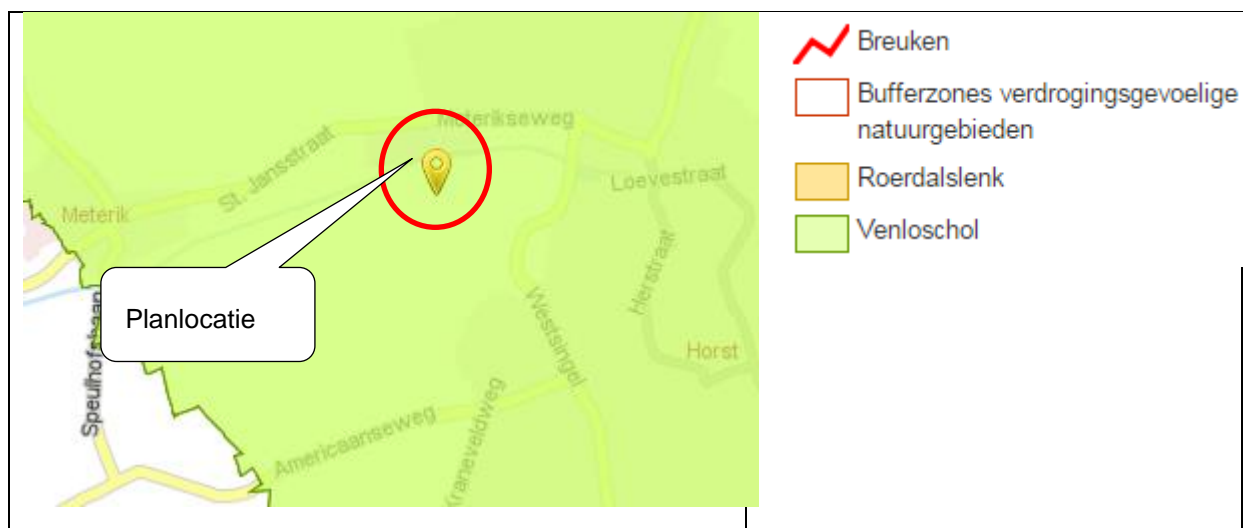 Meterikseweg
St. Jansstraat
Loevestraat
Meterik
Planlocatie
Herstraat
Westsingel
Horst
Speulhofsbaan
Americaanseweg
Kraneveldweg
Breuken
Bufferzones verdrogingsgevoelige
natuurgebieden
Roerdalslenk
Venloschol